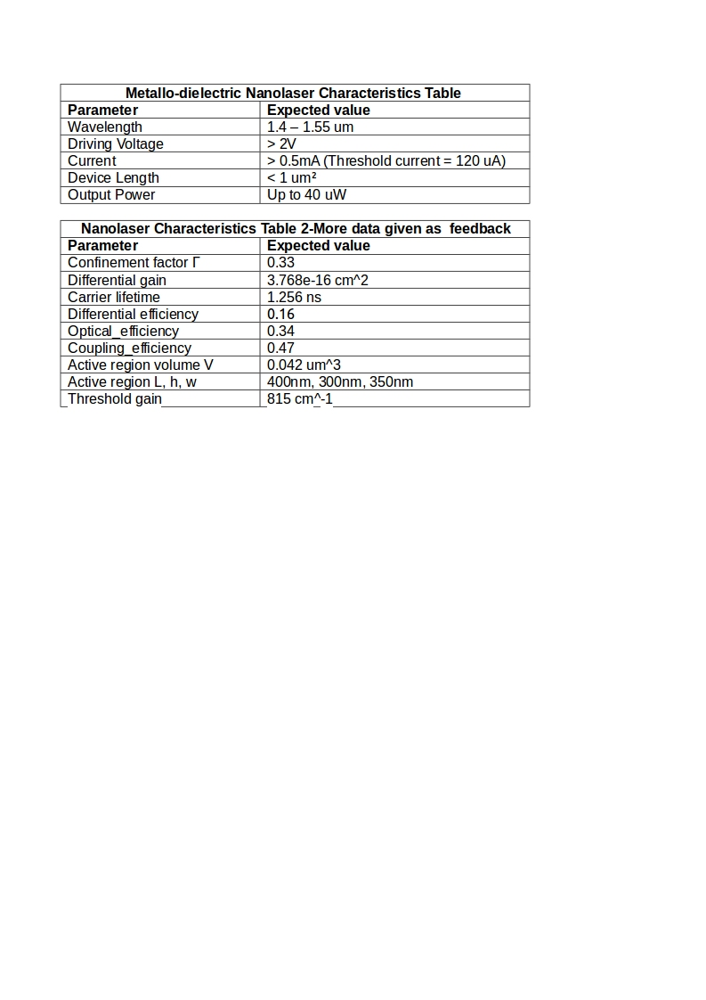 Metallo-dielectric Nanolaser Characteristics Table
Parameter Expected value
Wavelength 1.4 – 1.55 um
Driving Voltage > 2V
Current > 0.5mA (Threshold current = 120 uA)
Device Length < 1 um²
Output Power Up to 40 uW
Nanolaser Characteristics Table 2-More data given as  feedback
Parameter Expected value
Confinement factor Γ 0.33
Differential gain 3.768e-16 cm^2
Carrier lifetime 1.256 ns
Differential efficiency 0.16
Optical_efficiency 0.34
Coupling_efficiency 0.47
Active region volume V 0.042 um^3
Active region L, h, w 400nm, 300nm, 350nm
Threshold gain 815 cm^-1